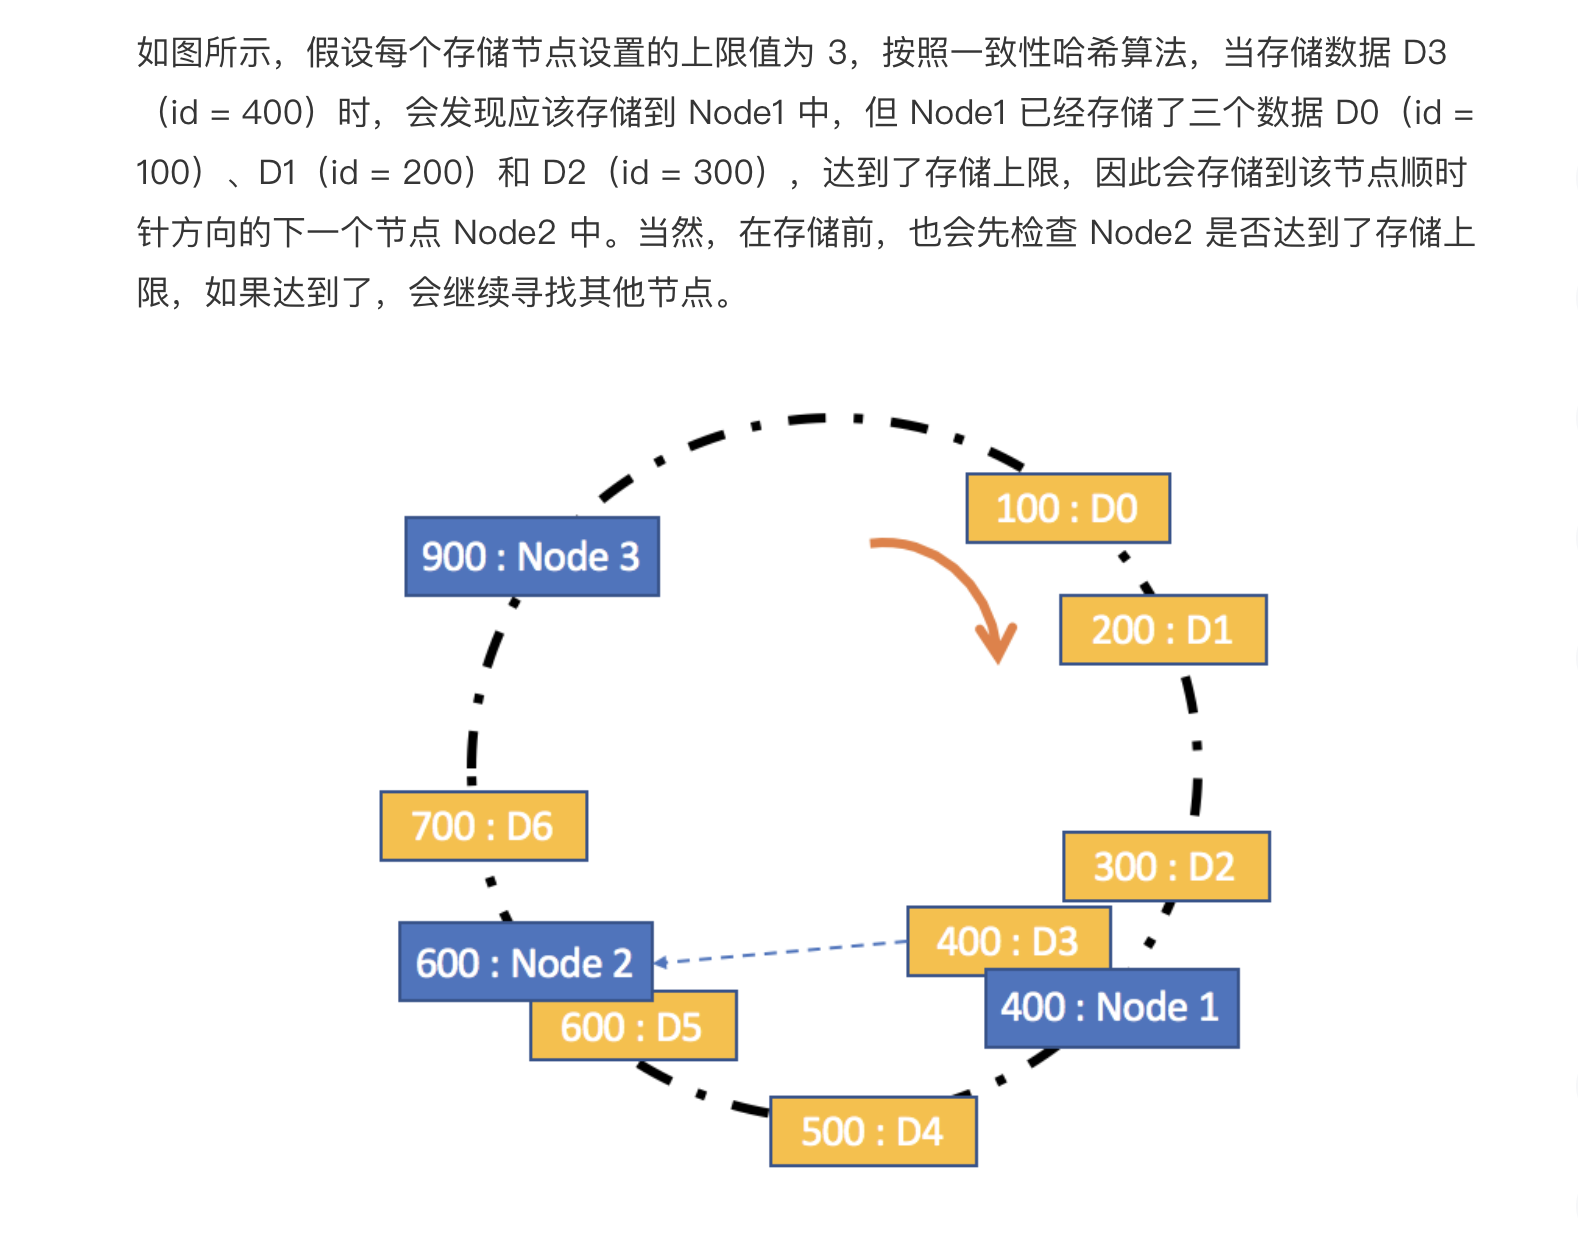 如图所示，假设每个存储节点设置的上限值为 3，按照一致性哈希算法，当存储数据 D3
（id = 400）时，会发现应该存储到 Node1 中，但 Node1 已经存储了三个数据 D0（id =
100）、D1（id = 200）和 D2（id = 300），达到了存储上限，因此会存储到该节点顺时
针方向的下一个节点 Node2 中。当然，在存储前，也会先检查 Node2 是否达到了存储上
限，如果达到了，会继续寻找其他节点。
100 : D0
900 : Node 3
200 : D1
700 : D6
300 : D2
400 : D3
600 : Node 2
400 : Node 1
600 : D5
500 : D4